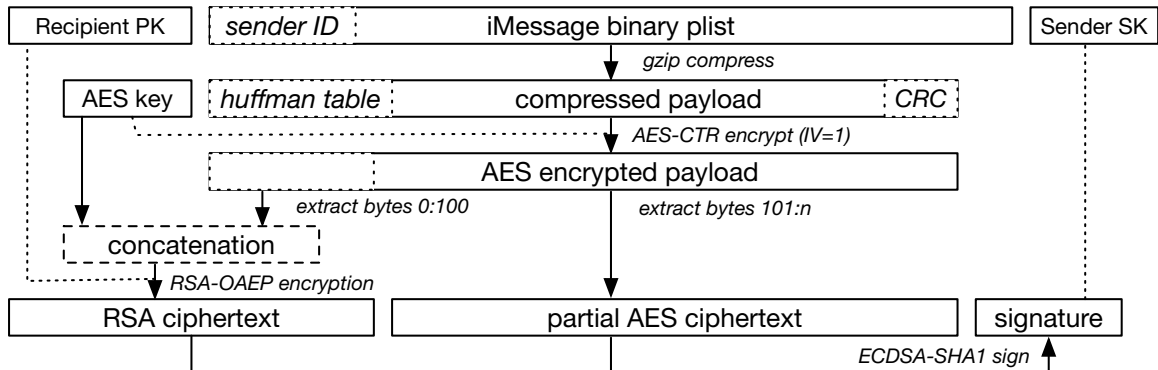 Recipient PK
sender ID
iMessage binary plist
Sender SK
gzip compress
AES key
huffman table
compressed payload
CRC
AES-CTR encrypt (IV=1)
AES encrypted payload
extract bytes 0:100
extract bytes 101:n
concatenation
RSA-OAEP encryption
RSA ciphertext
partial AES ciphertext
signature
ECDSA-SHA1 sign